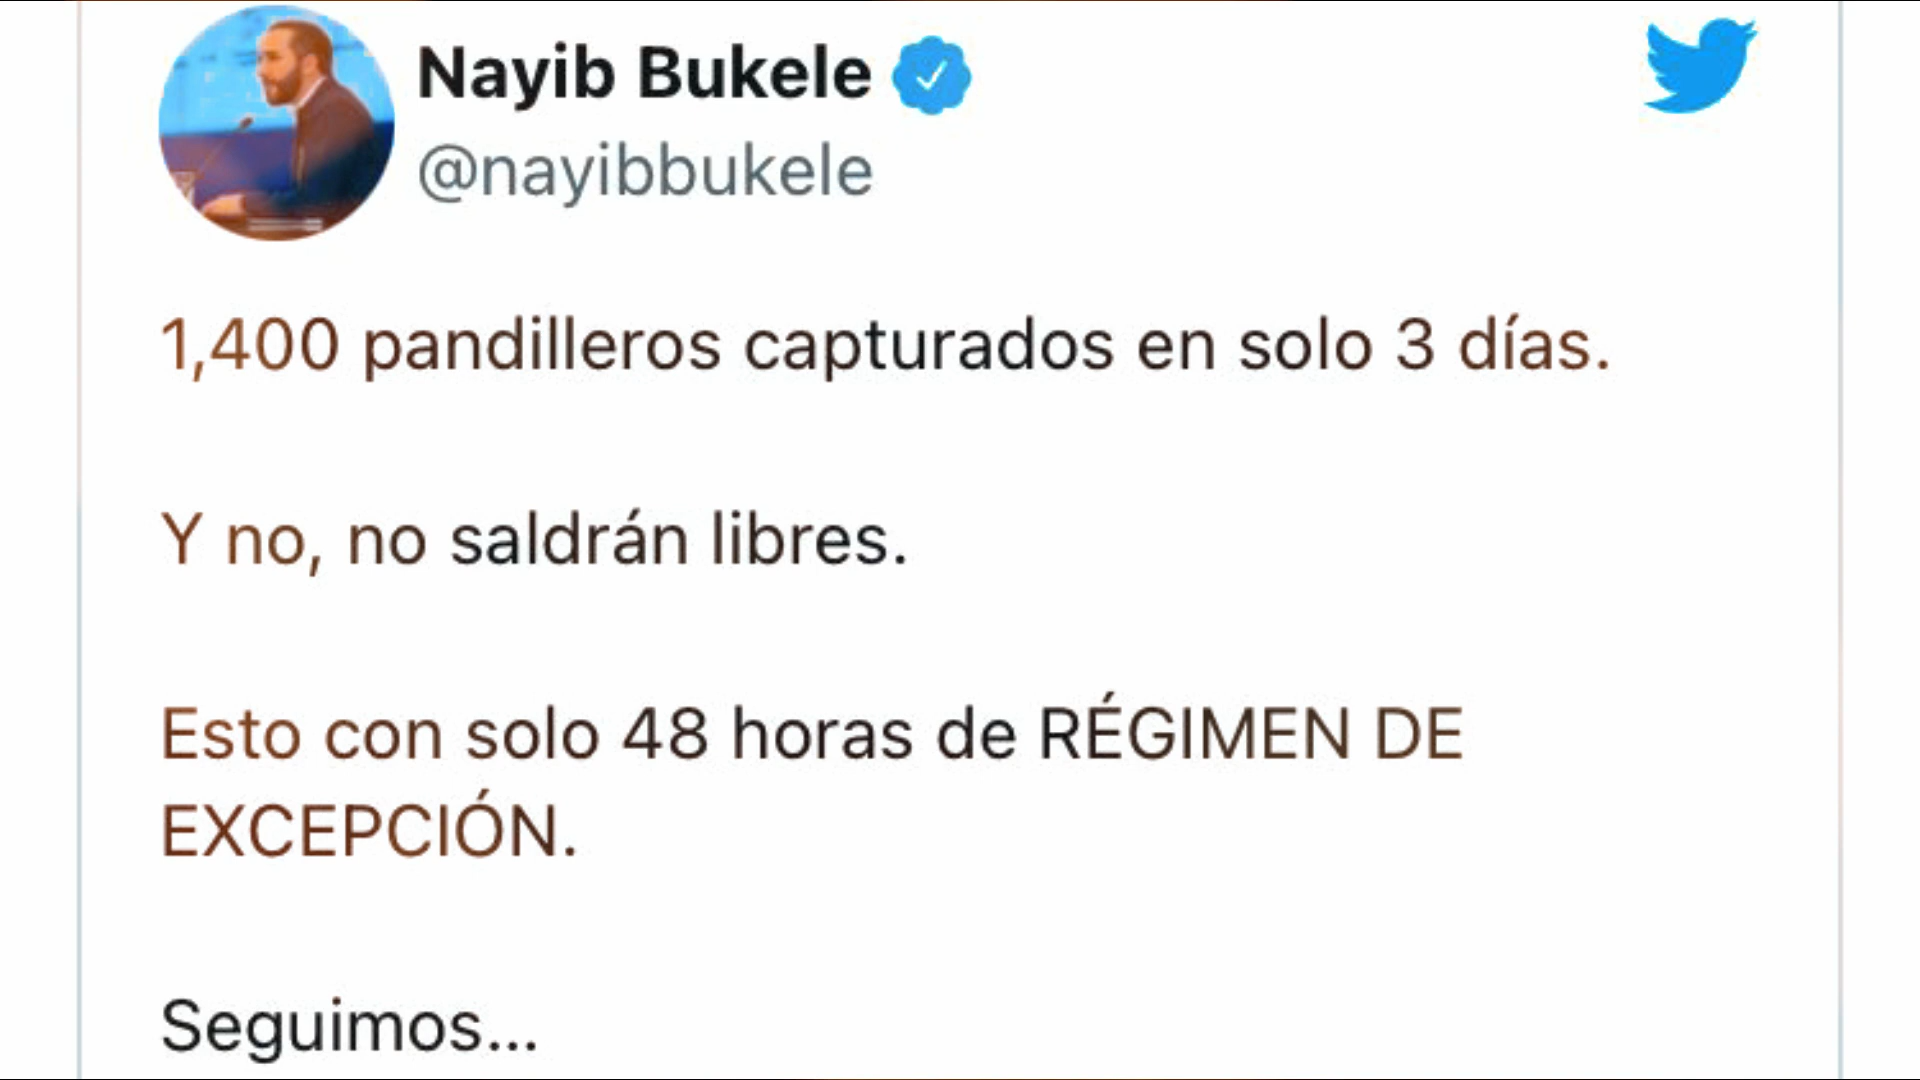 Nayib Bukele
@nayibbukele
1,400 pandilleros capturados en solo 3 días.
Y no, no saldrán libres.
Esto con solo 48 horas de RÉGIMEN DE
EXCEPCIÓN.
Seguimos...